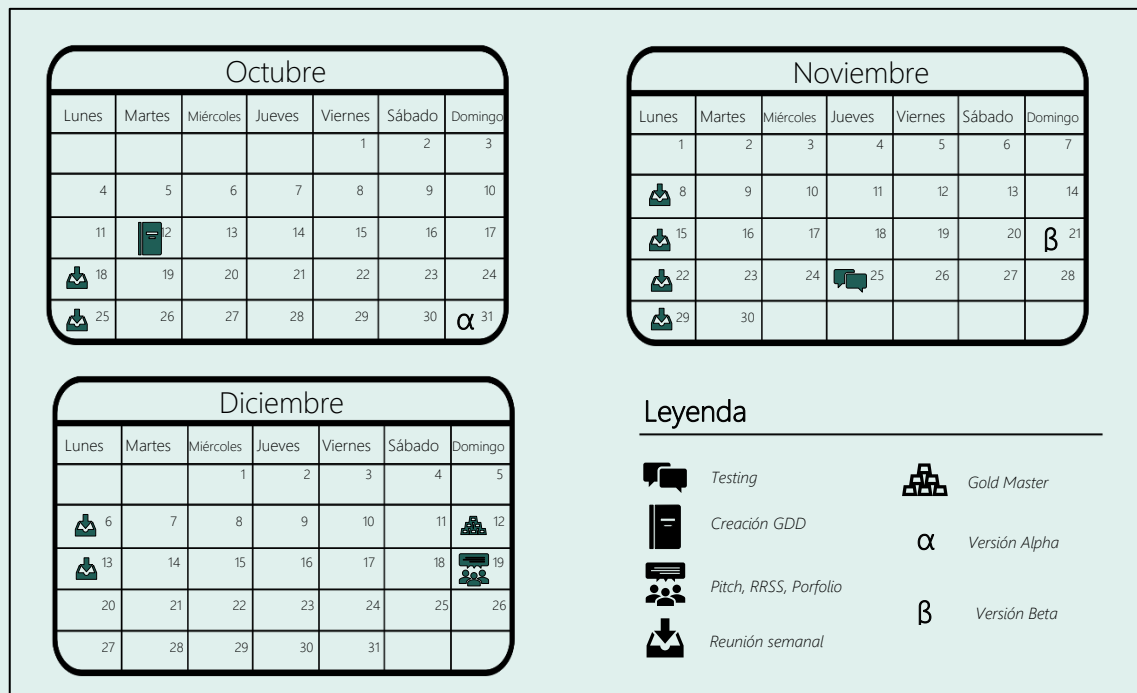 Octubre
Lunes Martes Miércoles Jueves Viernes Sábado Domingo
1 2 3
4 5 6 7 8 9 10
11 12 13 14 15 16 17
18 19 20 21 22 23 24
25 26 27 28 29 30 α 31
Noviembre
Lunes Martes Miércoles Jueves Viernes Sábado Domingo
1 2 3 4 5 6 7
8 9 10 11 12 13 14
15 16 17 18 19 20 β 21
22 23 24 25 26 27 28
29 30
Diciembre
Lunes Martes Miércoles Jueves Viernes Sábado Domingo
1 2 3 4 5
6 7 8 9 10 11 12
13 14 15 16 17 18 19
20 21 22 23 24 25 26
27 28 29 30 31
Leyenda
Testing
Creación GDD
Pitch, RRSS, Porfolio
Reunión semanal
Gold Master
α Versión Alpha
β Versión Beta